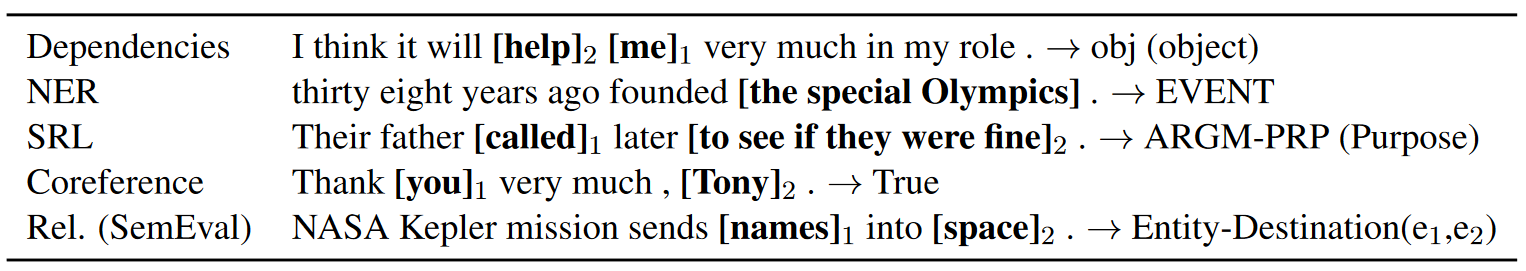 Dependencies I think it will [help]₂ [me]₁ very much in my role . → obj (object)
NER thirty eight years ago founded [the special Olympics] . → EVENT
SRL Their father [called]₁ later [to see if they were fine]₂ . → ARGM-PRP (Purpose)
Coreference Thank [you]₁ very much , [Tony]₂ . → True
Rel. (SemEval) NASA Kepler mission sends [names]₁ into [space]₂ . → Entity-Destination(e₁,e₂)